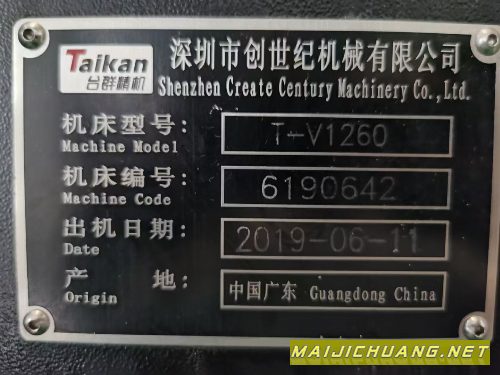 Taikan
台群精机
深圳市创世纪机械有限公司
Shenzhen Create Century Machinery Co.,Ltd.
机床型号: T-V1260
Machine Model
机床编号: 6190642
Machine Code
出机日期: 2019-06-11
Date
产 地: 中国广东 Guangdong China
Origin
MAIJICHUANG.NET